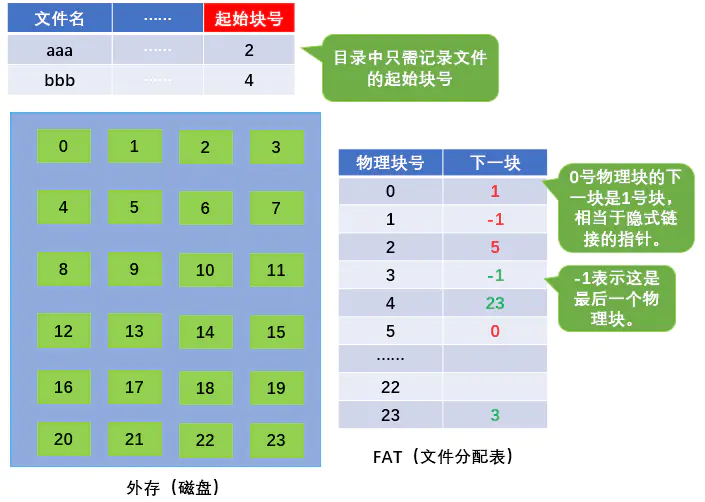 文件名 …… 起始块号
aaa …… 2
bbb …… 4
目录中只需记录文件
的起始块号
0 1 2 3
4 5 6 7
8 9 10 11
12 13 14 15
16 17 18 19
20 21 22 23
外存（磁盘）
物理块号 下一块
0 1
1 -1
2 5
3 -1
4 23
5 0
……
22
23 3
FAT（文件分配表）
0号物理块的下
一块是1号块，
相当于隐式链
接的指针。
-1表示这是
最后一个物
理块。